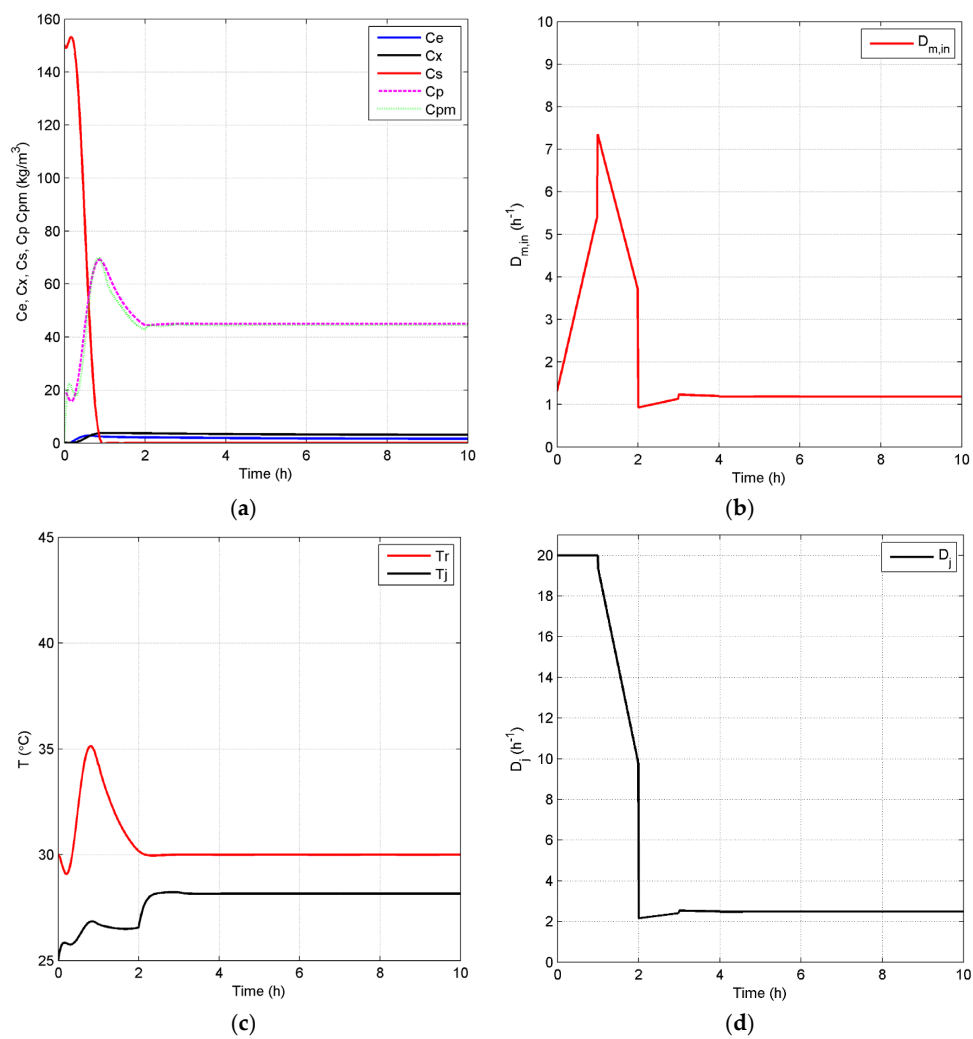 160
140
120
100
80
60
40
20
0
Ce, Cx, Cs, Cp Cpm (kg/m³)
Ce
Cx
Cs
Cp
Cpm
0 2 4 6 8 10
Time (h)
(a)
10
9
8
7
6
5
4
3
2
1
0
D_m,in (h⁻¹)
D_m,in
0 2 4 6 8 10
Time (h)
(b)
45
40
35
30
25
T (°C)
Tr
Tj
0 2 4 6 8 10
Time (h)
(c)
20
18
16
14
12
10
8
6
4
2
0
D_j (h⁻¹)
D_j
0 2 4 6 8 10
Time (h)
(d)